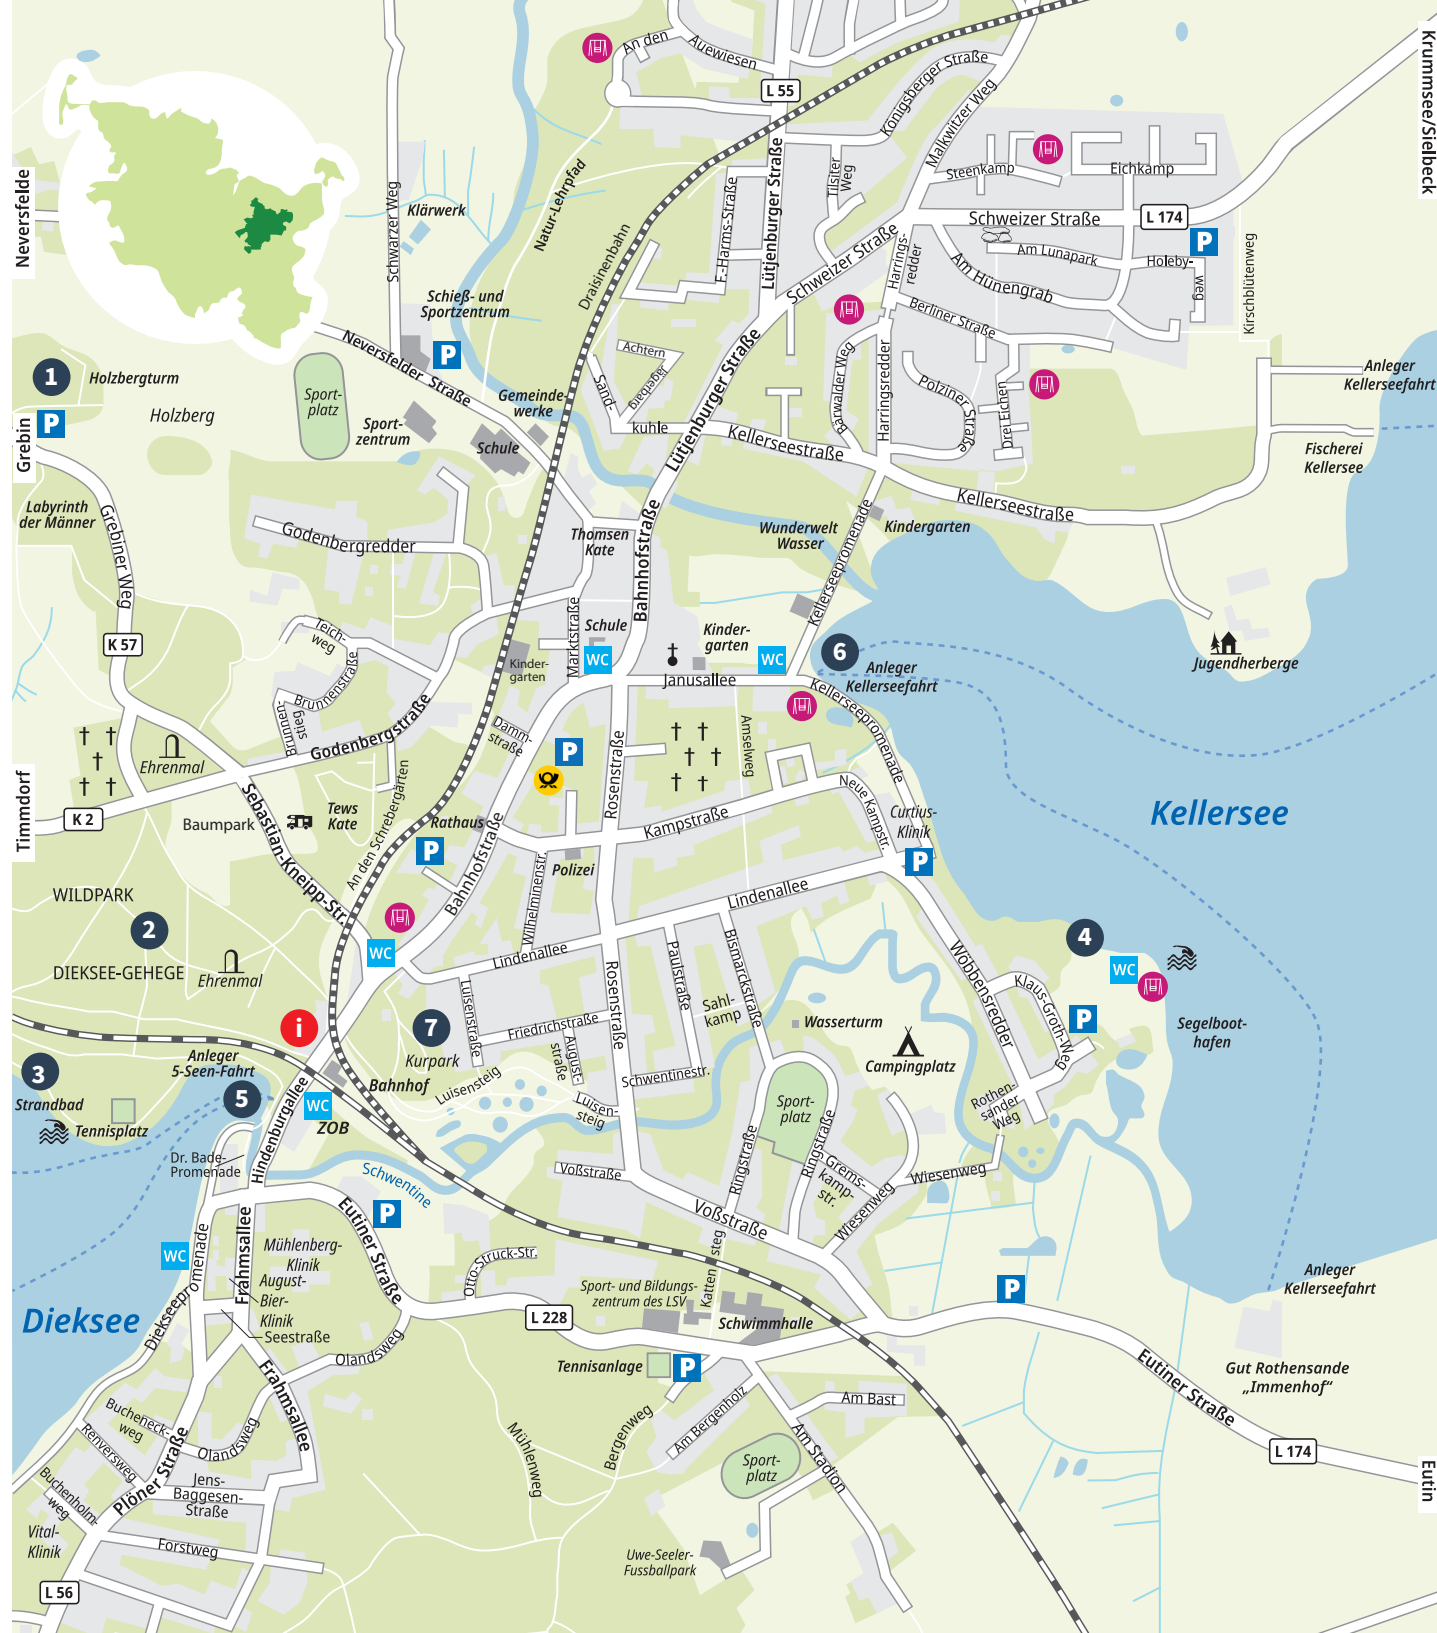 An den
Auewiesen
L 55
Königsberger Straße
Malkwitzer Weg
Krummsee/Sielbeck
Neversfelde
Schwarzer Weg
Klärwerk
Natur-Lehrpfad
Draisinenbahn
F.-Harms-Straße
Lütjenburger Straße
Tilsiter
Weg
Steenkamp
Eichkamp
Schweizer Straße
L 174
P
Schweizer Straße
Harrings-
redder
Am Lunapark
Holeby-
weg
Am Hünengrab
Kirschblütenweg
Berliner Straße
Schieß- und
Sportzentrum
P
Neversfelder Straße
1
Holzbergturm
P
Holzberg
Grebin
Sport-
platz
Sport-
zentrum
Gemeinde-
werke
Schule
Achtern
Jägerbarg
Sand-
kuhle
Lütjenburger Straße
Kellerseestraße
Barwalder Weg
Harringsredder
Polziner Straße
Drei Eichen
Anleger
Kellerseefahrt
Fischerei
Kellersee
Kellerseestraße
Labyrinth
der Männer
Grebiner Weg
Godenbergredder
Thomsen
Kate
Bahnhofstraße
Wunderwelt
Wasser
Kindergarten
Kellerseepromenade
K 57
Teich-
weg
Brunnenstraße
Brunnen-
stieg
Godenbergstraße
Marktstraße
Schule
WC
Kinder-
garten
Kinder-
garten
WC
6
Anleger
Kellerseefahrt
Jugendherberge
Janusallee
Kellerseepromenade
Damm-
straße
P
Rosenstraße
Amselweg
Ehrenmal
Timmdorf
K 2
Baumpark
Sebastian-Kneipp-Str.
Tews
Kate
An den Schrebergärten
Rathaus
P
Bahnhofstraße
Polizei
Kampstraße
Neue Kampstr.
Curtius-
Klinik
P
Kellersee
WILDPARK
2
DIEKSEE-GEHEGE
Ehrenmal
WC
Wilhelminenstr.
Lindenallee
Lindenallee
Rosenstraße
Paulstraße
Bismarckstraße
Sahl-
kamp
Wöbbensredder
4
WC
Klaus-Groth-Weg
P
Segelboot-
hafen
i
7
Kurpark
Luisenstraße
Friedrichstraße
August-
straße
Wasserturm
Campingplatz
3
Strandbad
Tennisplatz
Anleger
5-Seen-Fahrt
5
Hindenburgallee
WC
ZOB
Bahnhof
Luisensteig
Luisen-
steig
Schwentinestr.
Sport-
platz
Rothen-
sander
Weg
Dr. Bade-
Promenade
Schwentine
Voßstraße
Ringstraße
Ringstraße
Grems-
kamp-
str.
Wiesenweg
Wiesenweg
Voßstraße
P
Eutiner Straße
WC
Dieksee
Diekseepromenade
Frahmsallee
Mühlenberg-
Klinik
August-
Bier-
Klinik
Seestraße
Otto-Struck-Str.
L 228
Sport- und Bildungs-
zentrum des LSV
Katten
steg
Schwimmhalle
P
Anleger
Kellerseefahrt
Olandsweg
Tennisanlage
P
Eutiner Straße
Gut Rothensande
„Immenhof“
Frahmsallee
Bucheneck-
weg
Renversweg
Olandsweg
Mühlenweg
Bergenweg
Am Bergenholz
Am Bast
Am Stadion
L 174
Eutin
Buchenholm-
weg
Plöner Straße
Jens-
Baggesen-
Straße
Sport-
platz
Vital-
Klinik
Forstweg
Uwe-Seeler-
Fussballpark
L 56